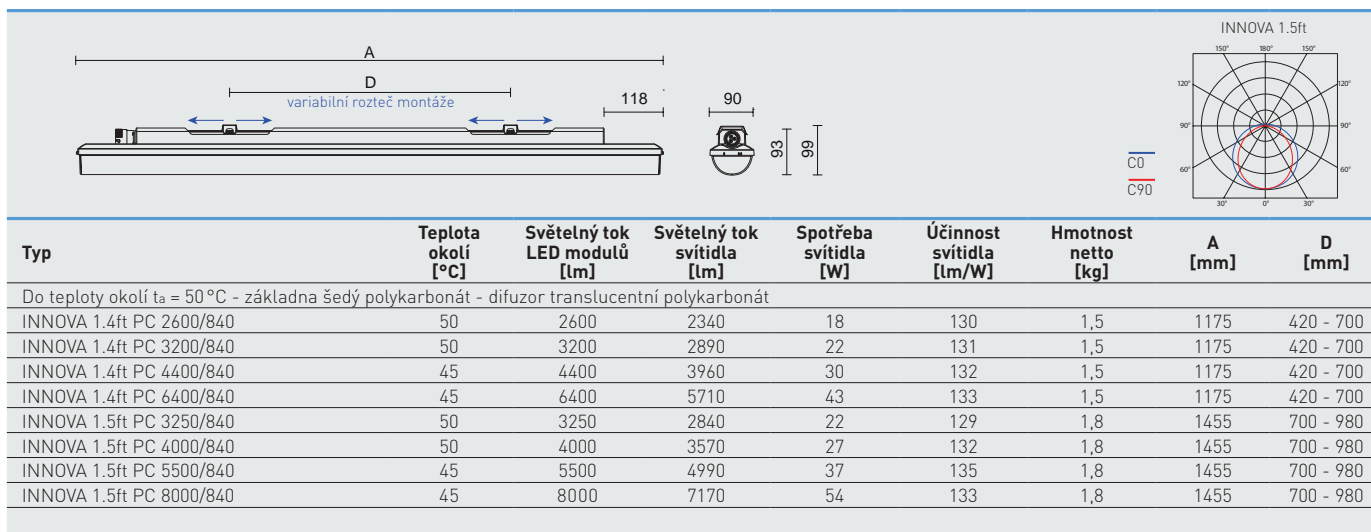 INNOVA 1.5ft
A
D
variabilní rozteč montáže
118
90
93
99
150° 180° 150°
120° 120°
90° 90°
60° 60°
30° 0° 30°
C0
C90
Typ Teplota okolí [°C] Světelný tok LED modulů [lm] Světelný tok svítidla [lm] Spotřeba svítidla [W] Účinnost svítidla [lm/W] Hmotnost netto [kg] A [mm] D [mm]
Do teploty okolí ta = 50°C - základna šedý polykarbonát - difuzor translucentní polykarbonát
INNOVA 1.4ft PC 2600/840 50 2600 2340 18 130 1,5 1175 420 - 700
INNOVA 1.4ft PC 3200/840 50 3200 2890 22 131 1,5 1175 420 - 700
INNOVA 1.4ft PC 4400/840 45 4400 3960 30 132 1,5 1175 420 - 700
INNOVA 1.4ft PC 6400/840 45 6400 5710 43 133 1,5 1175 420 - 700
INNOVA 1.5ft PC 3250/840 50 3250 2840 22 129 1,8 1455 700 - 980
INNOVA 1.5ft PC 4000/840 50 4000 3570 27 132 1,8 1455 700 - 980
INNOVA 1.5ft PC 5500/840 45 5500 4990 37 135 1,8 1455 700 - 980
INNOVA 1.5ft PC 8000/840 45 8000 7170 54 133 1,8 1455 700 - 980